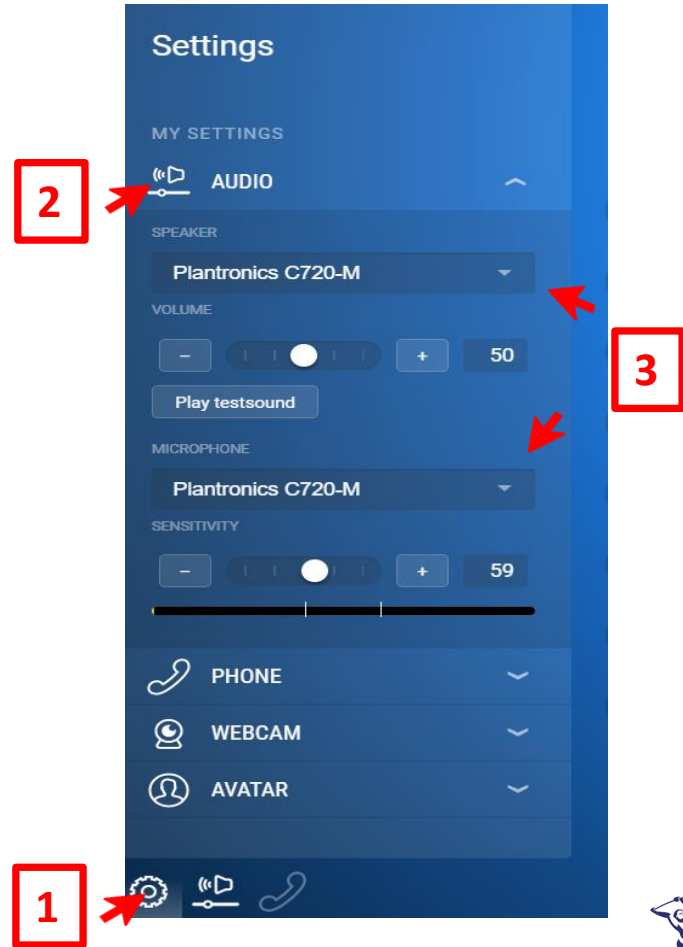 Settings
MY SETTINGS
2
AUDIO
SPEAKER
Plantronics C720-M
VOLUME
- + 50
3
Play testsound
MICROPHONE
Plantronics C720-M
SENSITIVITY
- + 59
PHONE
WEBCAM
AVATAR
1